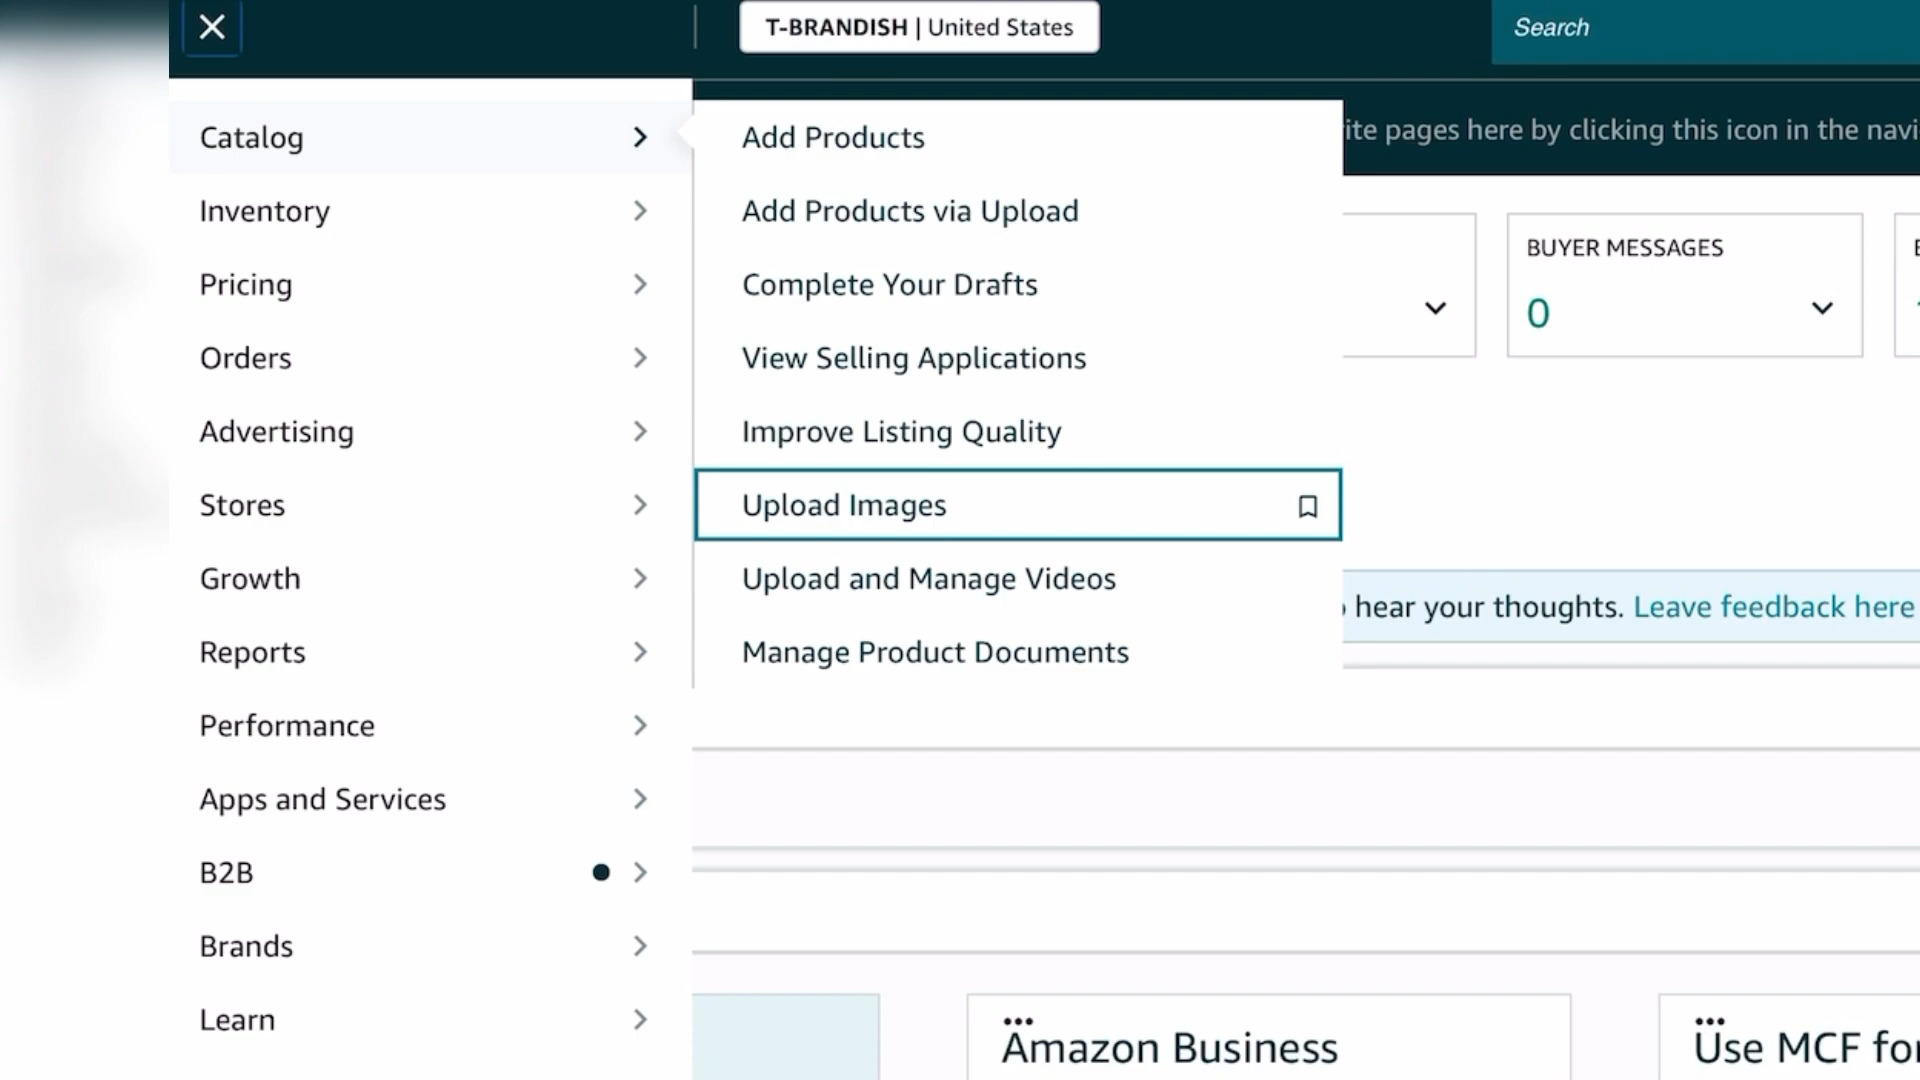 T-BRANDISH | United States
Search
Catalog
Inventory
Pricing
Orders
Advertising
Stores
Growth
Reports
Performance
Apps and Services
B2B
Brands
Learn
Add Products
Add Products via Upload
Complete Your Drafts
View Selling Applications
Improve Listing Quality
Upload Images
Upload and Manage Videos
Manage Product Documents
pages here by clicking this icon in the
BUYER MESSAGES
0
hear your thoughts. Leave feedback here
Amazon Business
Use MCF